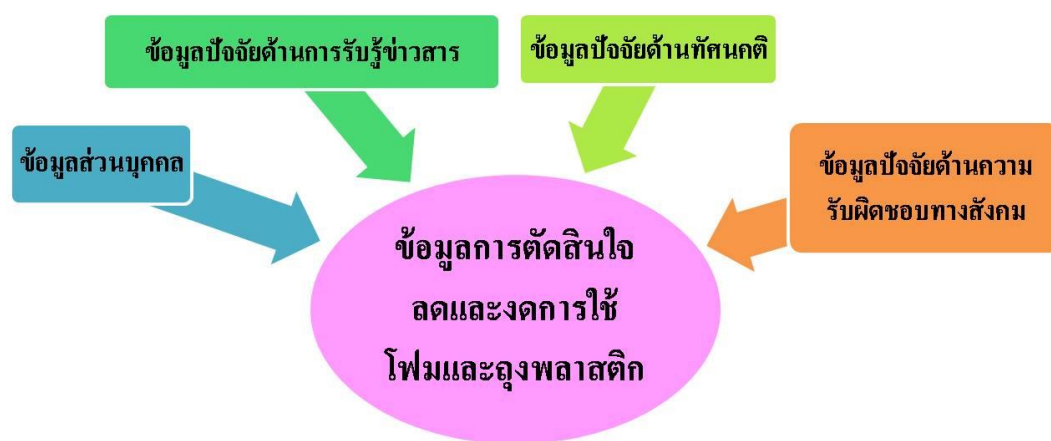 ข้อมูลปัจจัยด้านการรับรู้ข่าวสาร
ข้อมูลปัจจัยด้านทัศนคติ
ข้อมูลส่วนบุคคล
ข้อมูลปัจจัยด้านความ
รับผิดชอบทางสังคม
ข้อมูลการตัดสินใจ
ลดและงดการใช้
โฟมและถุงพลาสติก